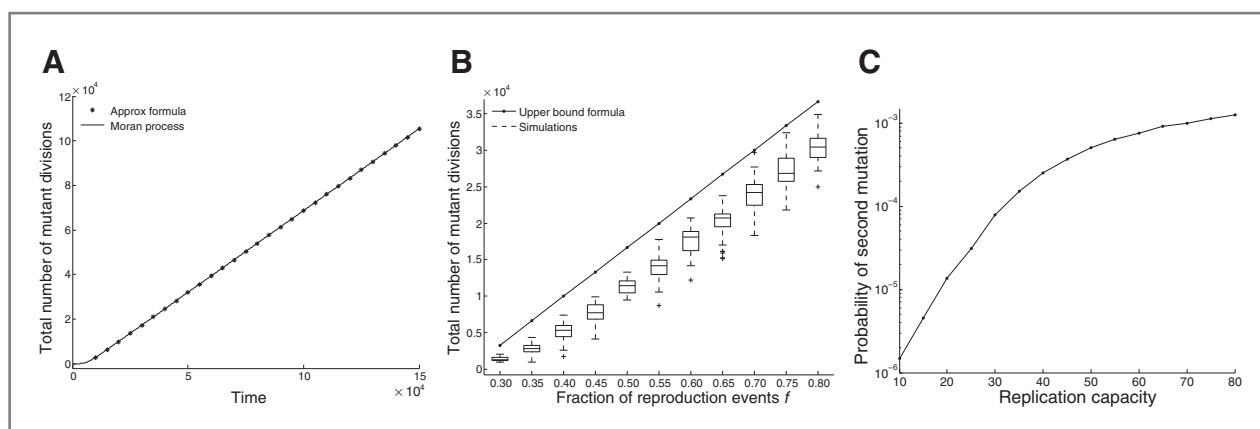 A
× 10⁴
12
10
8
6
4
2
0
Total number of mutant divisions
Approx formula
Moran process
0
5
10
15
× 10⁴
Time
B
× 10⁴
3.5
3.0
2.5
2
1.5
1
0.5
0
Total number of mutant divisions
Upper bound formula
Simulations
0.30 0.35 0.40 0.45 0.50 0.55 0.60 0.65 0.70 0.75 0.80
Fraction of reproduction events f
C
10⁻³
10⁻⁴
10⁻⁵
10⁻⁶
Probability of second mutation
10 20 30 40 50 60 70 80
Replication capacity